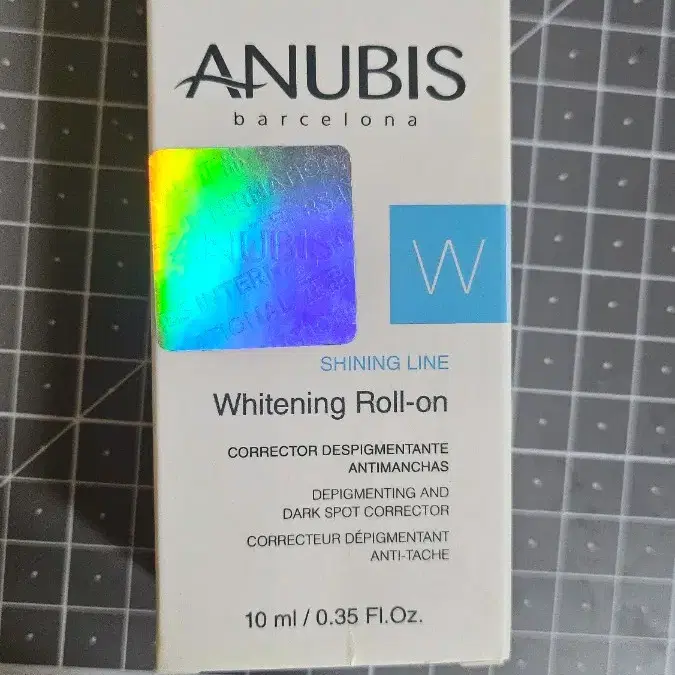 ANUBIS
barcelona
ANUBIS
W
SHINING LINE
Whitening Roll-on
CORRECTOR DESPIGMENTANTE
ANTIMANCHAS
DEPIGMENTING AND
DARK SPOT CORRECTOR
CORRECTEUR DÉPIGMENTANT
ANTI-TACHE
10 ml / 0.35 Fl.Oz.